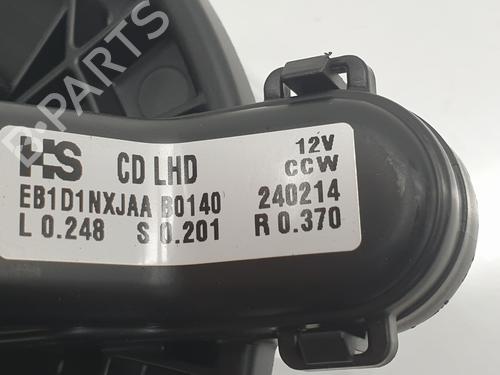 HS CD LHD 12V
CCW
EB1D1NXJAA B0140 240214
L 0.248 S 0.201 R 0.370
B-PARTS